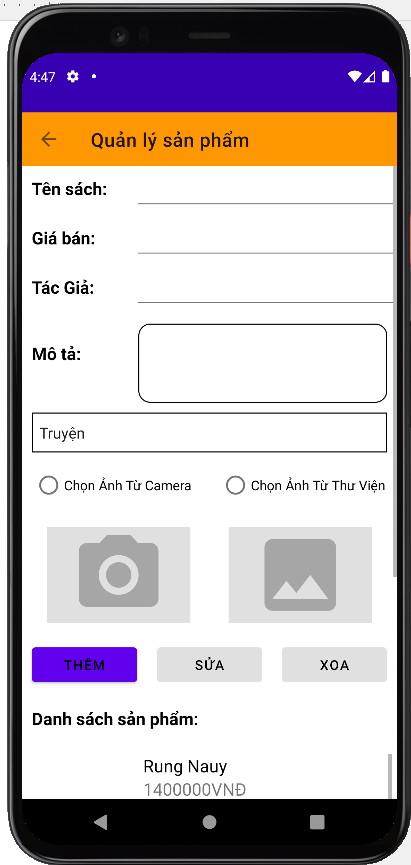 4:47
Quản lý sản phẩm
Tên sách:
Giá bán:
Tác Giả:
Mô tả:
Truyện
Chọn Ảnh Từ Camera Chọn Ảnh Từ Thư Viện
THÊM SỬA XOA
Danh sách sản phẩm:
Rung Nauy
1400000VNĐ